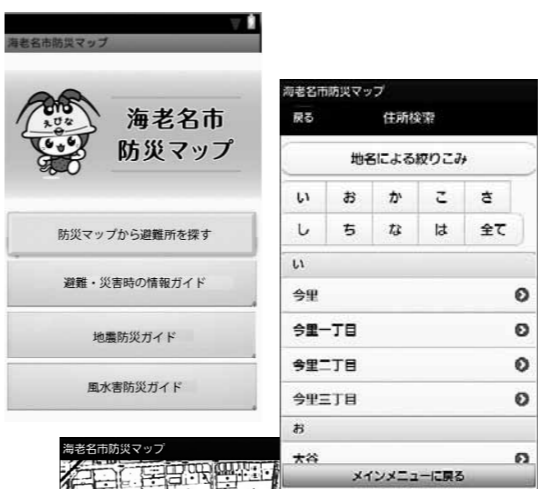 海老名市防災マップ
えびな
海老名市
防災マップ
防災マップから避難所を探す
避難・災害時の情報ガイド
地震防災ガイド
風水害防災ガイド
海老名市防災マップ
戻る 住所検索
地名による絞りこみ
い お か こ さ
し ち な は 全て
い
今里
今里一丁目
今里二丁目
今里三丁目
お
大谷
メインメニューに戻る
海老名市防災マップ